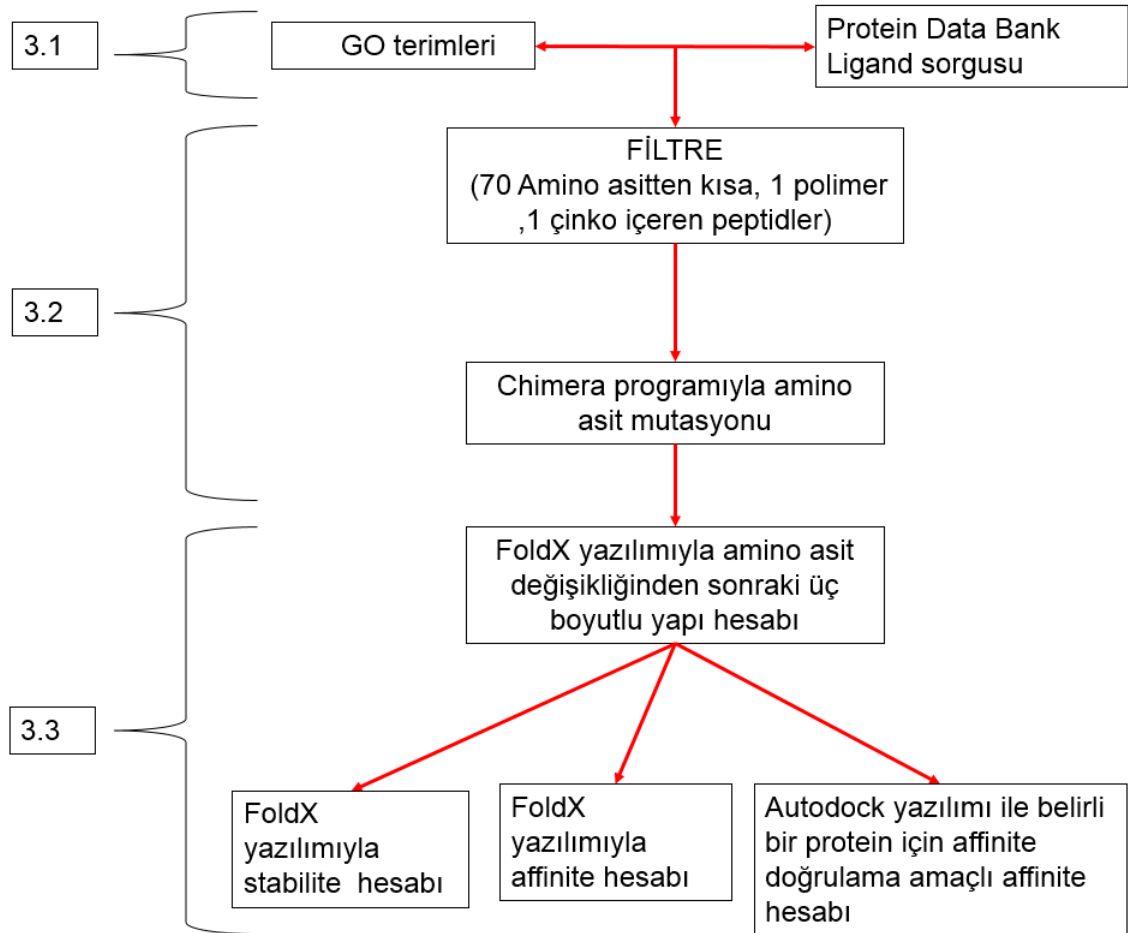 3.1
GO terimleri
Protein Data Bank
Ligand sorgusu
FİLTRE
(70 Amino asitten kısa, 1 polimer
,1 çinko içeren peptidler)
3.2
Chimera programıyla amino
asit mutasyonu
FoldX yazılımıyla amino asit
değişikliğinden sonraki üç
boyutlu yapı hesabı
3.3
FoldX
yazılımıyla
stabilite hesabı
FoldX
yazılımıyla
affinite hesabı
Autodock yazılımı ile belirli
bir protein için affinite
doğrulama amaçlı affinite
hesabı